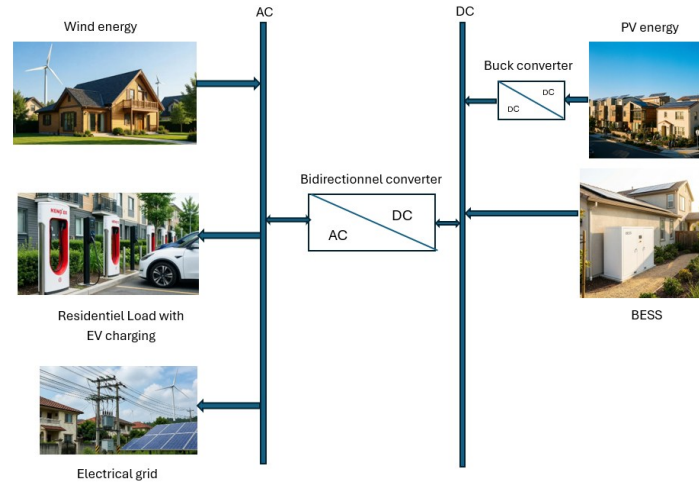 AC
DC
Wind energy
PV energy
Buck converter
DC
DC
Bidirectionnel converter
DC
AC
Residentiel Load with
EV charging
BESS
Electrical grid